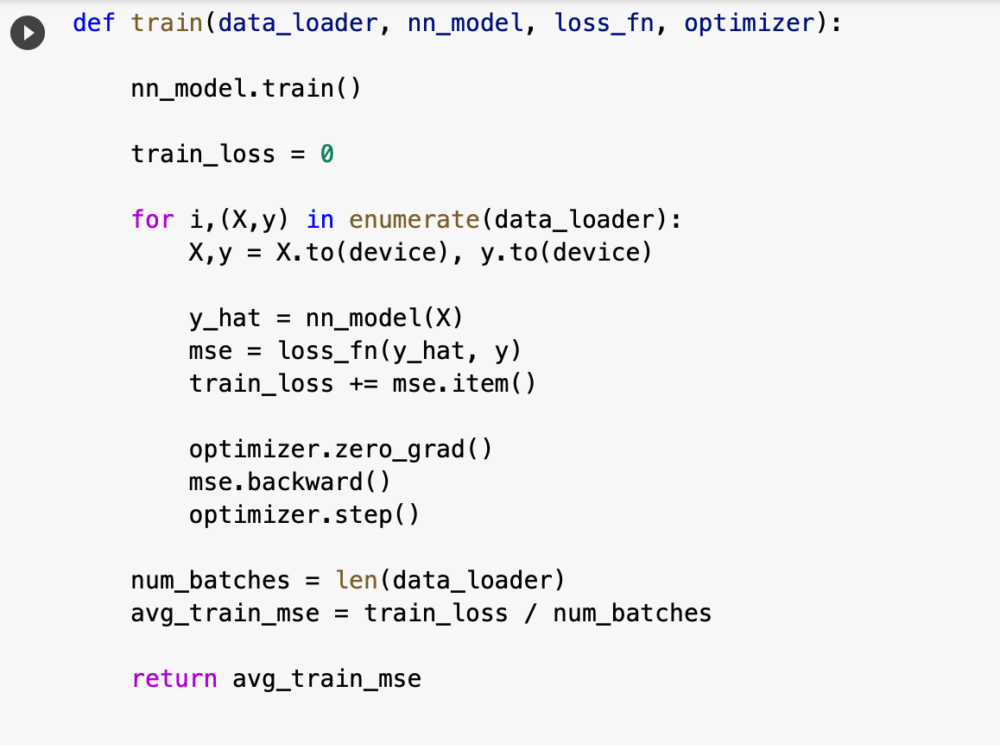 def train(data_loader, nn_model, loss_fn, optimizer):
nn_model.train()
train_loss = 0
for i,(X,y) in enumerate(data_loader):
X,y = X.to(device), y.to(device)
y_hat = nn_model(X)
mse = loss_fn(y_hat, y)
train_loss += mse.item()
optimizer.zero_grad()
mse.backward()
optimizer.step()
num_batches = len(data_loader)
avg_train_mse = train_loss / num_batches
return avg_train_mse